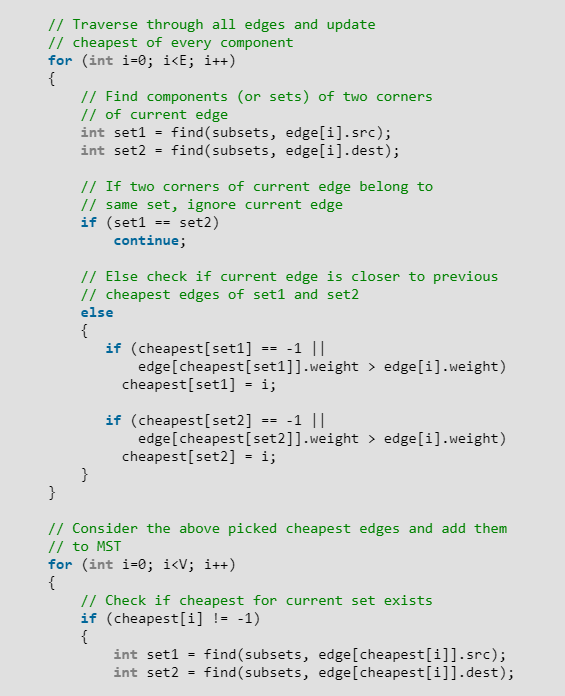 // Traverse through all edges and update
// cheapest of every component
for (int i=0; i<E; i++)
{
// Find components (or sets) of two corners
// of current edge
int set1 = find(subsets, edge[i].src);
int set2 = find(subsets, edge[i].dest);
// If two corners of current edge belong to
// same set, ignore current edge
if (set1 == set2)
continue;
// Else check if current edge is closer to previous
// cheapest edges of set1 and set2
else
{
if (cheapest[set1] == -1 ||
edge[cheapest[set1]].weight > edge[i].weight)
cheapest[set1] = i;
if (cheapest[set2] == -1 ||
edge[cheapest[set2]].weight > edge[i].weight)
cheapest[set2] = i;
}
}
// Consider the above picked cheapest edges and add them
// to MST
for (int i=0; i<V; i++)
{
// Check if cheapest for current set exists
if (cheapest[i] != -1)
{
int set1 = find(subsets, edge[cheapest[i]].src);
int set2 = find(subsets, edge[cheapest[i]].dest);